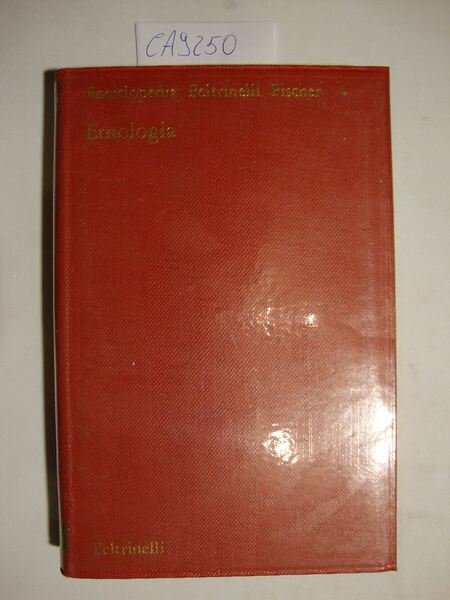 CA9250
Enciclopedia Feltrinelli Fischer 4
Etnologia
Feltrinelli